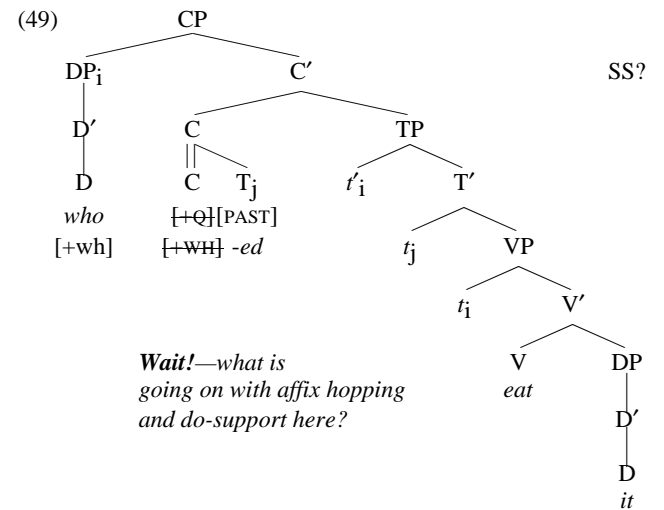 (49) CP
DPi C′ SS?
D′ C TP
D C Tj t′i T′
who [+Q][PAST]
[+wh] [+WH] -ed tj VP
ti V′
Wait!—what is V DP
going on with affix hopping eat
and do-support here? D′
D
it